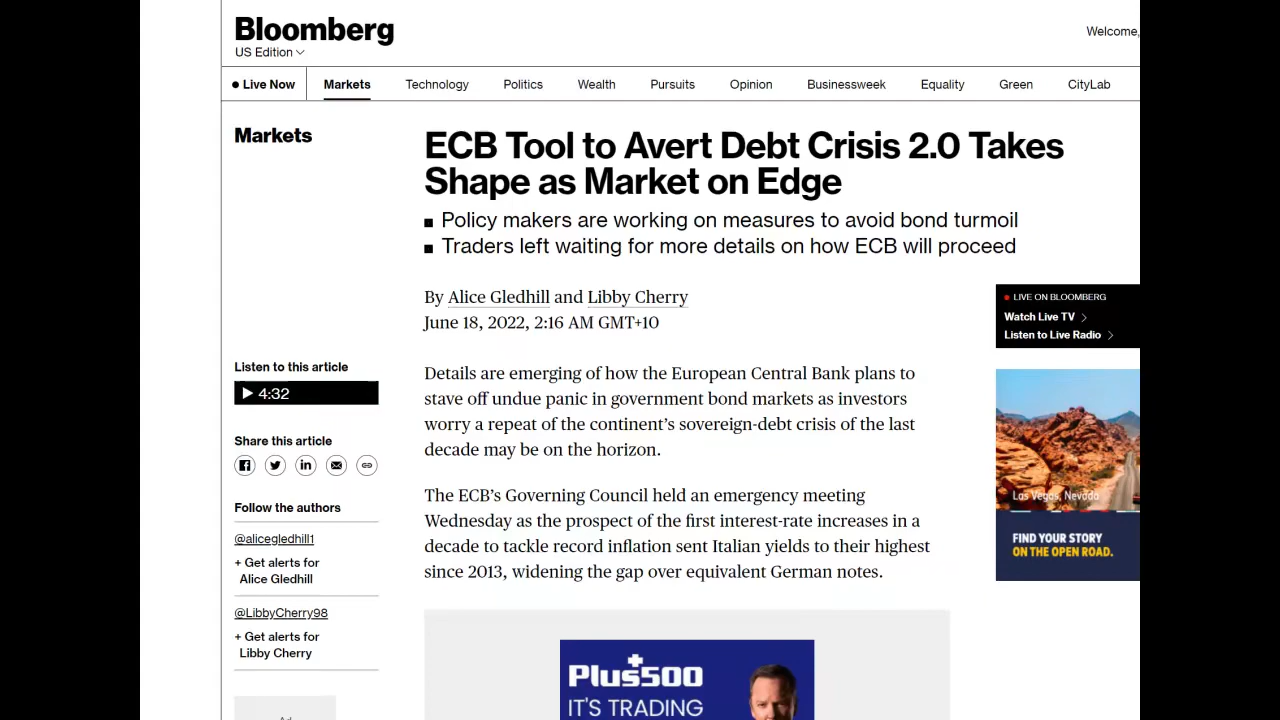 Bloomberg
US Edition
Welcome,
Live Now
Markets
Technology
Politics
Wealth
Pursuits
Opinion
Businessweek
Equality
Green
CityLab
Markets
ECB Tool to Avert Debt Crisis 2.0 Takes
Shape as Market on Edge
Policy makers are working on measures to avoid bond turmoil
Traders left waiting for more details on how ECB will proceed
By Alice Gledhill and Libby Cherry
June 18, 2022, 2:16 AM GMT+10
Listen to this article
4:32
Share this article
Follow the authors
@alicegledhill1
+ Get alerts for
Alice Gledhill
@LibbyCherry98
+ Get alerts for
Libby Cherry
Ad
Details are emerging of how the European Central Bank plans to
stave off undue panic in government bond markets as investors
worry a repeat of the continent’s sovereign-debt crisis of the last
decade may be on the horizon.
The ECB’s Governing Council held an emergency meeting
Wednesday as the prospect of the first interest-rate increases in a
decade to tackle record inflation sent Italian yields to their highest
since 2013, widening the gap over equivalent German notes.
Plus500
IT'S TRADING
LIVE ON BLOOMBERG
Watch Live TV
Listen to Live Radio
Las Vegas, Nevada
FIND YOUR STORY
ON THE OPEN ROAD.